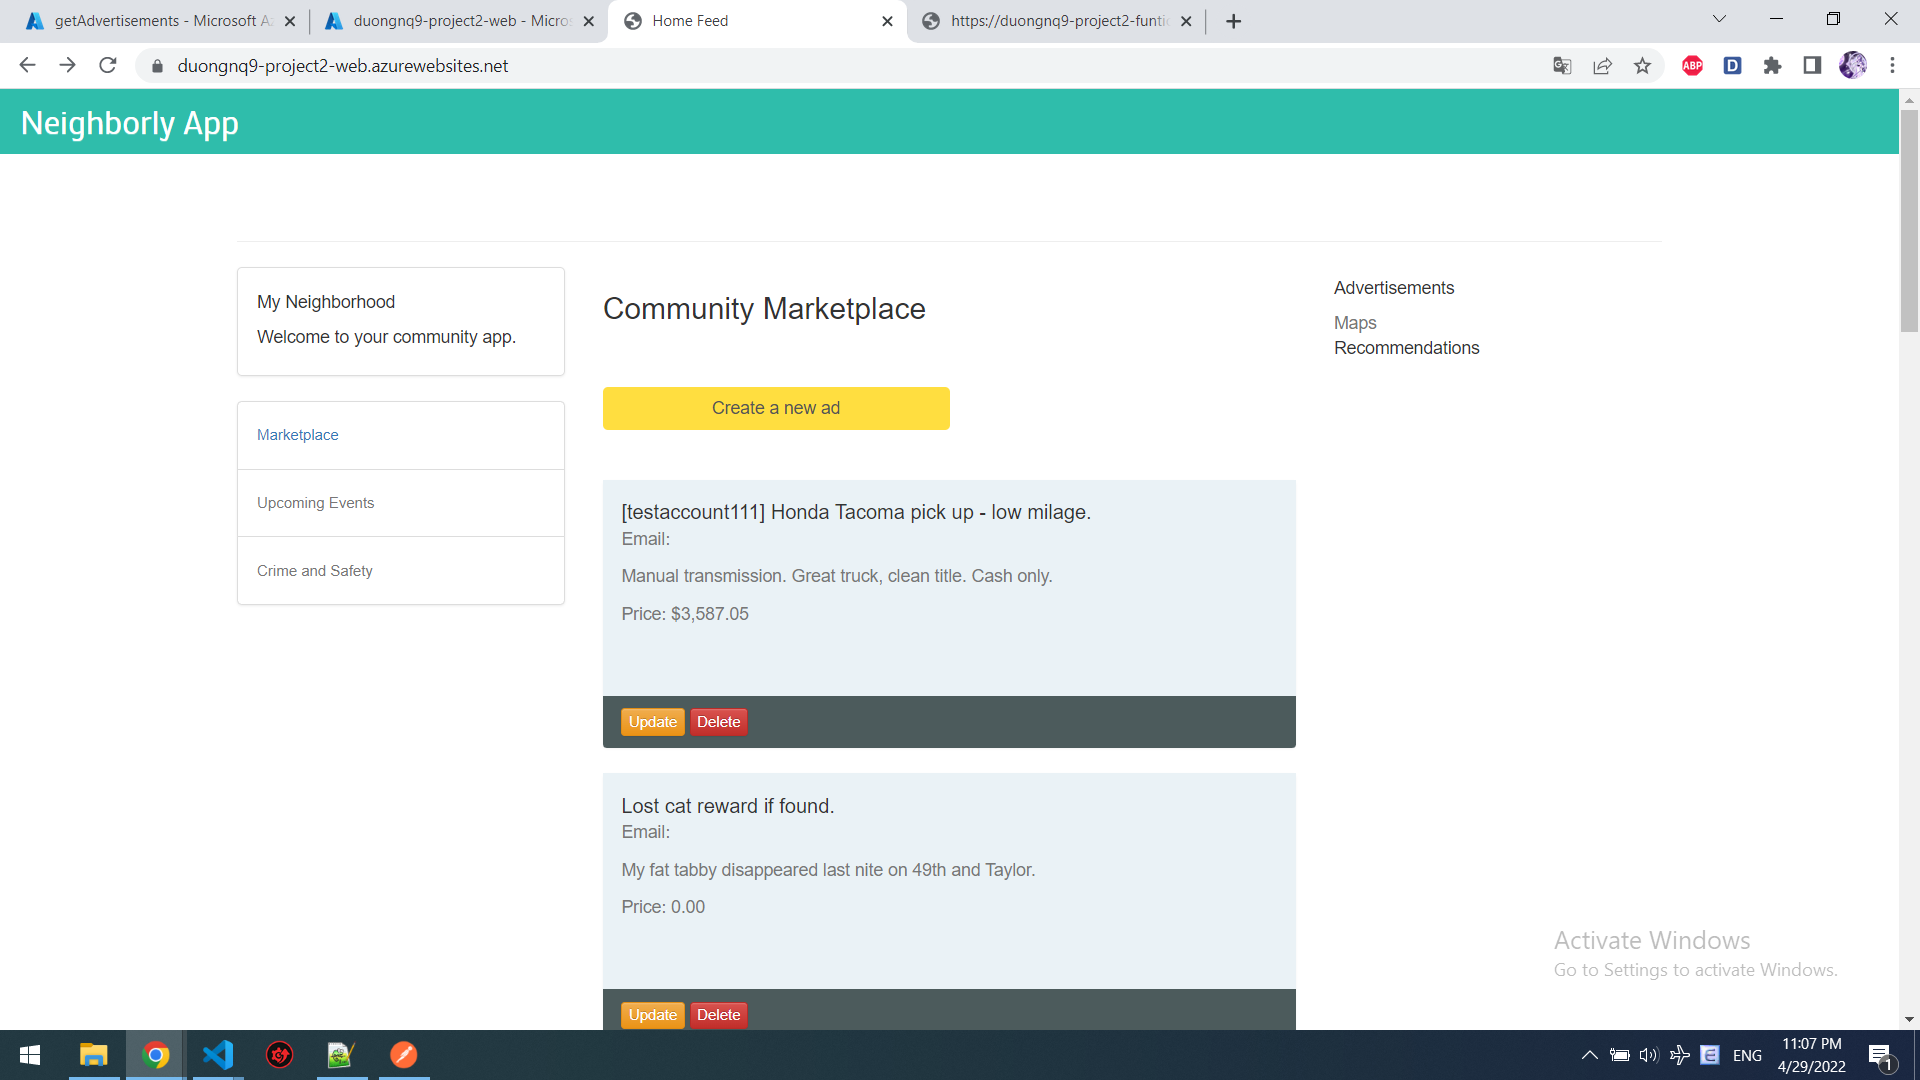 getAdvertisements - Microsoft A
duongnq9-project2-web - Micros
Home Feed
https://duongnq9-project2-funtio
duongnq9-project2-web.azurewebsites.net
ABP
D
Neighborly App
My Neighborhood
Welcome to your community app.
Marketplace
Upcoming Events
Crime and Safety
Community Marketplace
Create a new ad
[testaccount111] Honda Tacoma pick up - low milage.
Email:
Manual transmission. Great truck, clean title. Cash only.
Price: $3,587.05
Update Delete
Lost cat reward if found.
Email:
My fat tabby disappeared last nite on 49th and Taylor.
Price: 0.00
Update Delete
Advertisements
Maps
Recommendations
Activate Windows
Go to Settings to activate Windows.
E
ENG
11:07 PM
4/29/2022
1